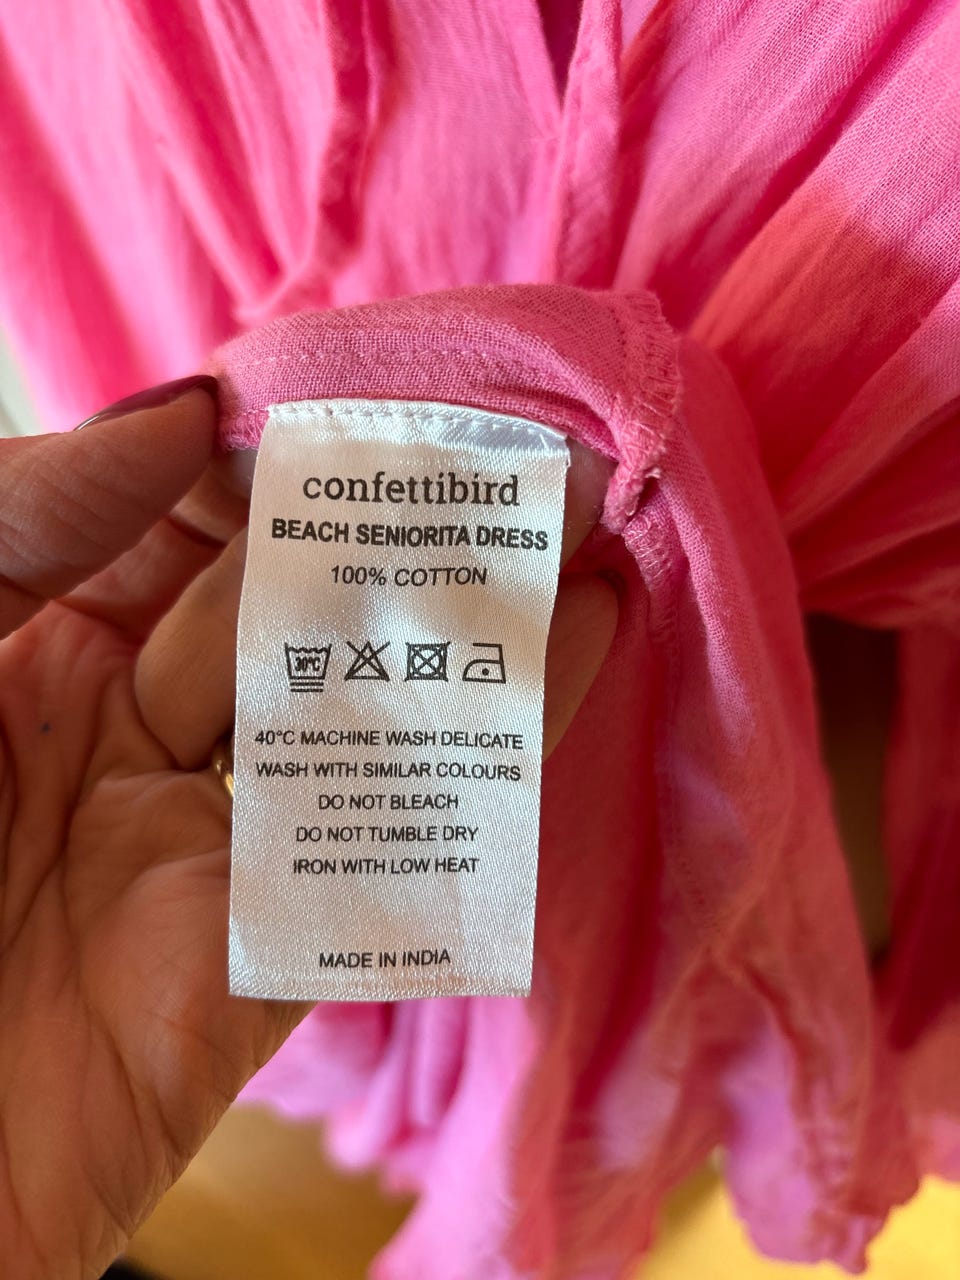 confettibird
BEACH SENIORITA DRESS
100% COTTON
30°C
40°C MACHINE WASH DELICATE
WASH WITH SIMILAR COLOURS
DO NOT BLEACH
DO NOT TUMBLE DRY
IRON WITH LOW HEAT
MADE IN INDIA